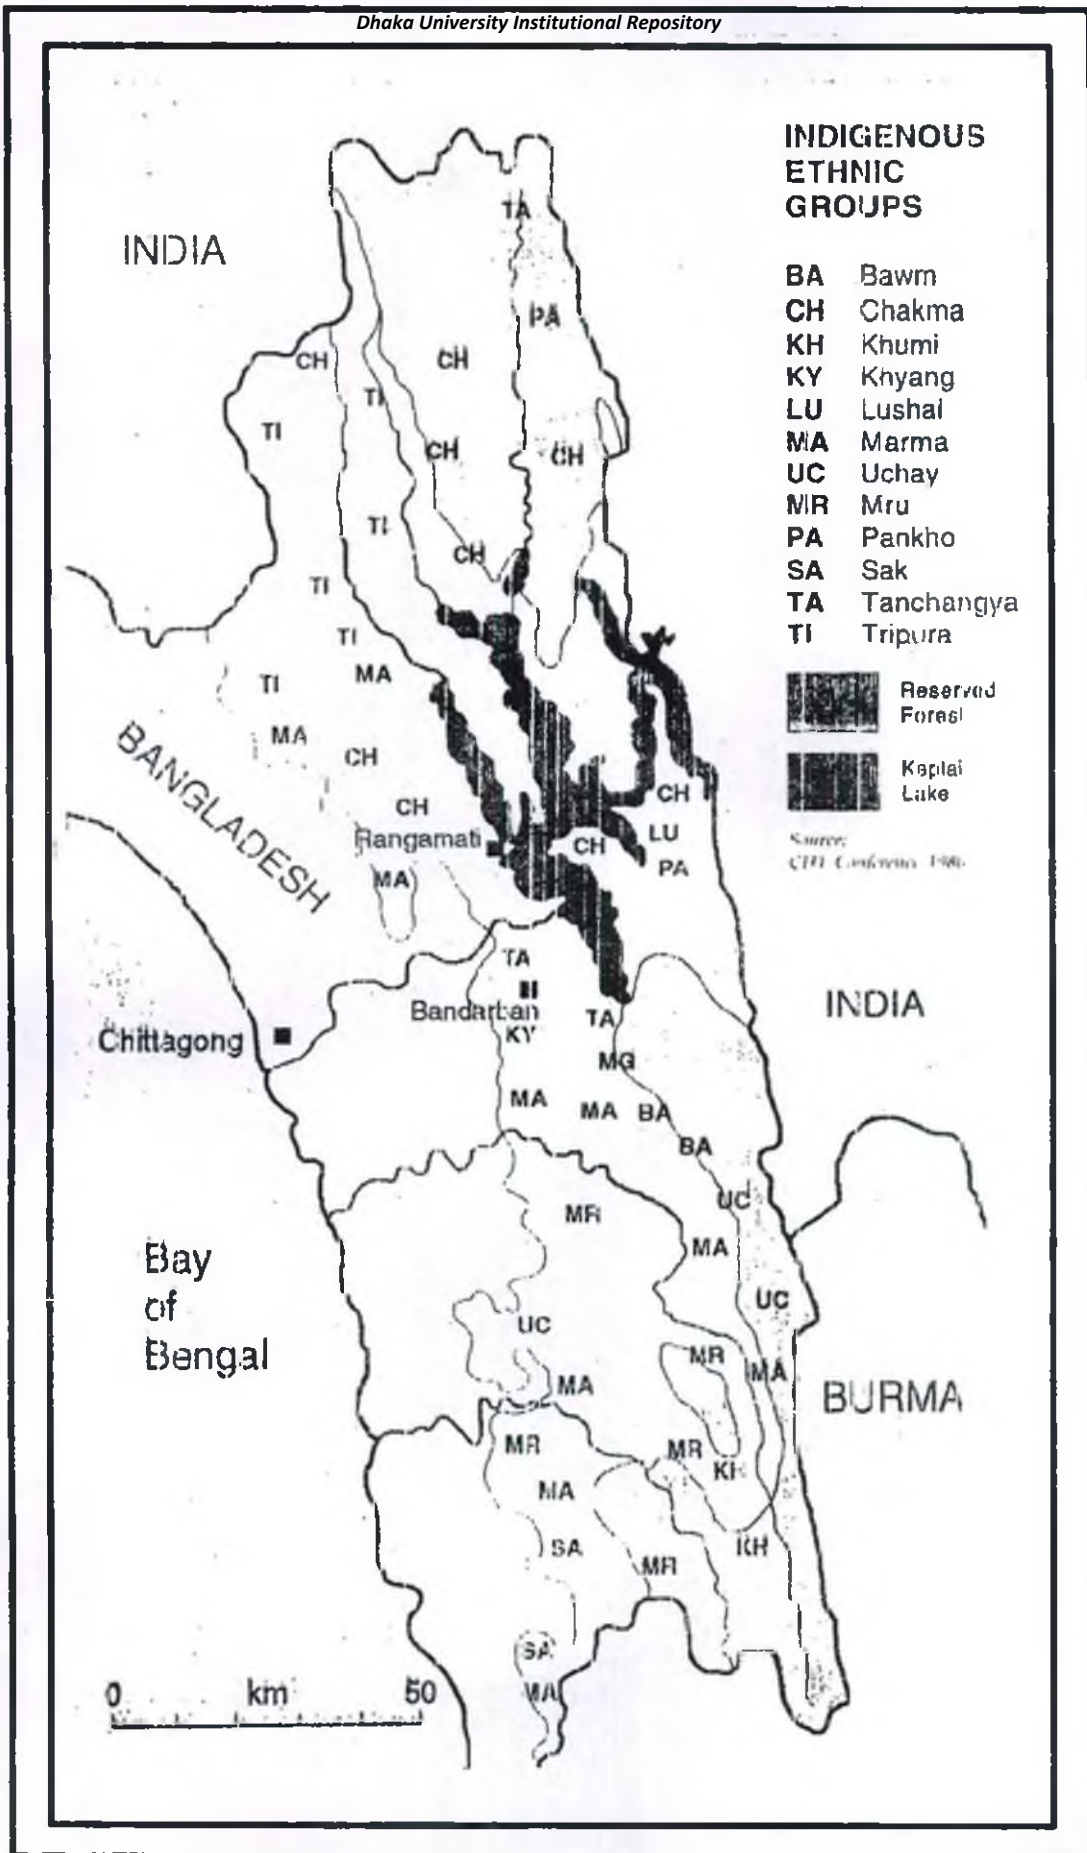 Dhaka University Institutional Repository
INDIGENOUS
ETHNIC
GROUPS
BA Bawm
CH Chakma
KH Khumi
KY Khyang
LU Lushai
MA Marma
UC Uchay
MR Mru
PA Pankho
SA Sak
TA Tanchangya
TI Tripura
Reserved
Forest
Kaptai
Lake
Source:
Conference
INDIA
TA
PA
CH
CH
TI
TI
CH
CH
TI
CH
TI
TI
MA
TI
MA
CH
BANGLADESH
CH
CH
LU
Rangamati
CH
PA
MA
TA
INDIA
Bandarban
TA
Chittagong
KY
MG
MA
MA
BA
BA
UC
MR
MA
Bay
of
Bengal
UC
UC
MR
MA
MA
BURMA
MR
MR
KH
MA
SA
KH
MR
SA
MA
0 km 50